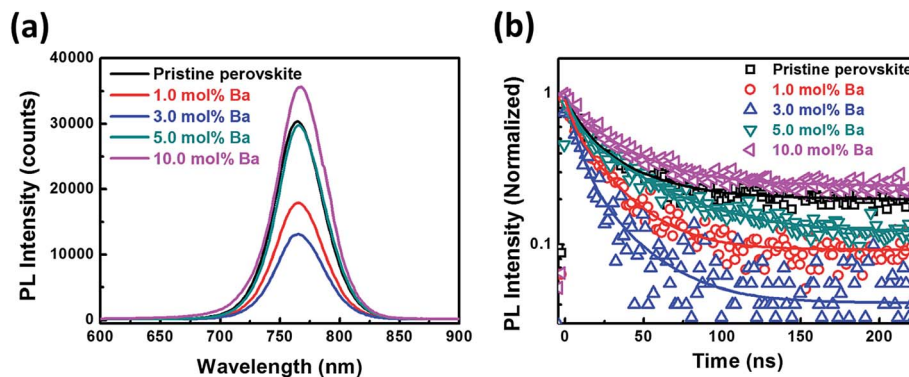 (a)
PL Intensity (counts)
40000
30000
20000
10000
0
Pristine perovskite
1.0 mol% Ba
3.0 mol% Ba
5.0 mol% Ba
10.0 mol% Ba
600 650 700 750 800 850 900
Wavelength (nm)
(b)
PL Intensity (Normalized)
1
0.1
Pristine perovskite
1.0 mol% Ba
3.0 mol% Ba
5.0 mol% Ba
10.0 mol% Ba
0 50 100 150 200
Time (ns)